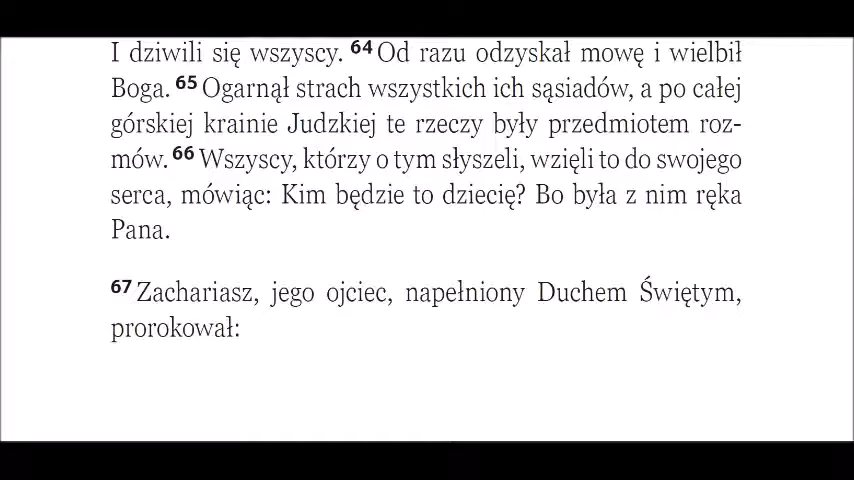 I dziwili się wszyscy. 64 Od razu odzyskał mowę i wielbił
Boga. 65 Ogarnął strach wszystkich ich sąsiadów, a po całej
górskiej krainie Judzkiej te rzeczy były przedmiotem roz-
mów. 66 Wszyscy, którzy o tym słyszeli, wzięli to do swojego
serca, mówiąc: Kim będzie to dziecię? Bo była z nim ręka
Pana.
67 Zachariasz, jego ojciec, napełniony Duchem Świętym,
prorokował: